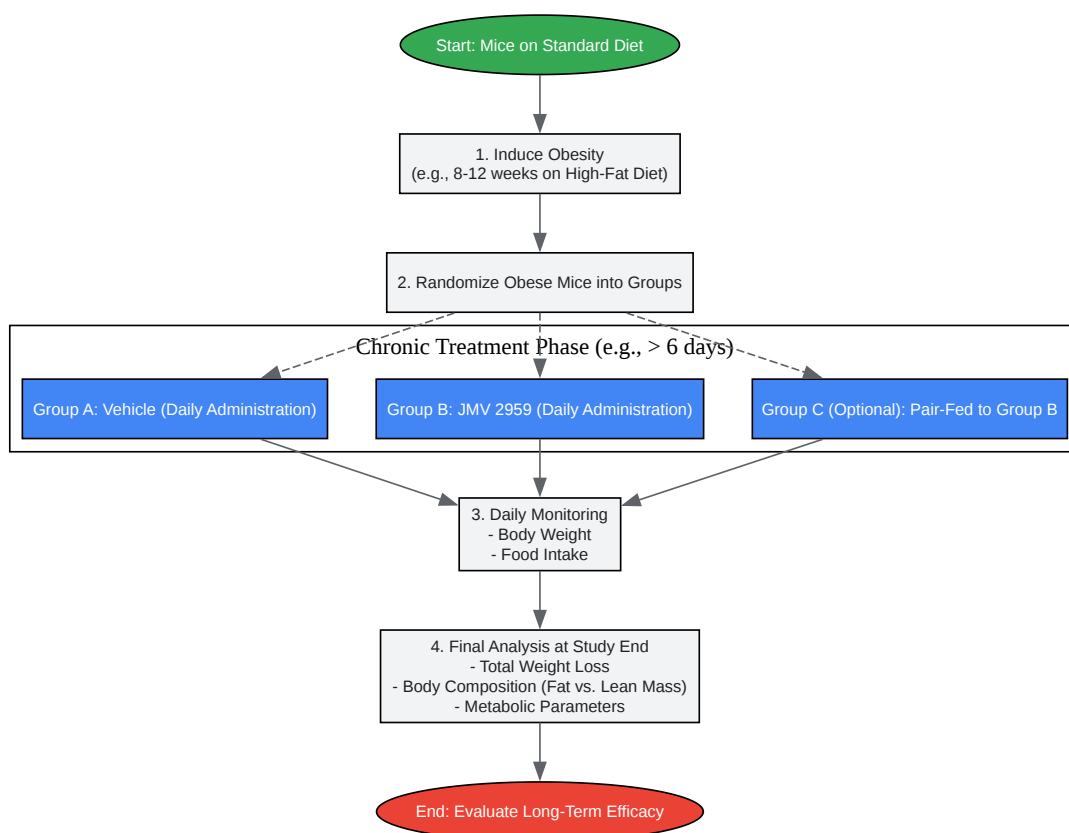 Start: Mice on Standard Diet
1. Induce Obesity
(e.g., 8-12 weeks on High-Fat Diet)
2. Randomize Obese Mice into Groups
Chronic Treatment Phase (e.g., > 6 days)
Group A: Vehicle (Daily Administration)
Group B: JMV 2959 (Daily Administration)
Group C (Optional): Pair-Fed to Group B
3. Daily Monitoring
- Body Weight
- Food Intake
4. Final Analysis at Study End
- Total Weight Loss
- Body Composition (Fat vs. Lean Mass)
- Metabolic Parameters
End: Evaluate Long-Term Efficacy